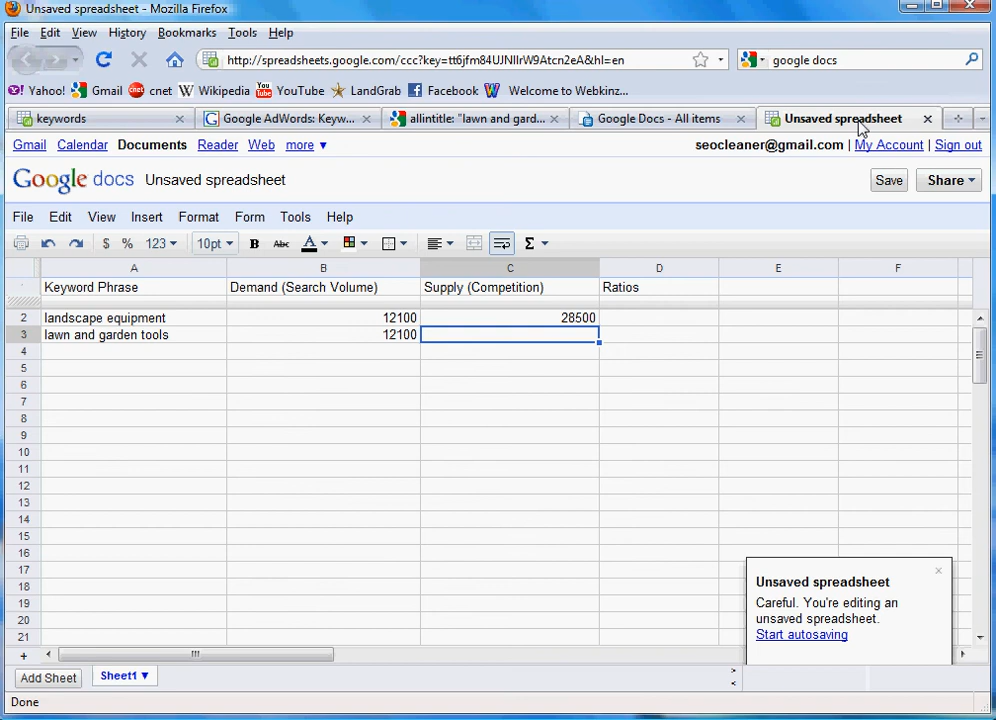 Unsaved spreadsheet - Mozilla Firefox
File Edit View History Bookmarks Tools Help
http://spreadsheets.google.com/ccc?key=tt6jfm84UJNIIrW9Atcn2eA&hl=en google docs
Yahoo! Gmail cnet cnet Wikipedia You Tube YouTube LandGrab Facebook Welcome to Webkinz...
keywords Google AdWords: Keyw... allintitle: "lawn and gard... Google Docs - All items Unsaved spreadsheet
Gmail Calendar Documents Reader Web more ▼ seocleaner@gmail.com | My Account | Sign out
Google docs Unsaved spreadsheet Save Share
File Edit View Insert Format Form Tools Help
$ % 123 10pt B Abc A Σ
A B C D E F
Keyword Phrase Demand (Search Volume) Supply (Competition) Ratios
2 landscape equipment 12100 28500
3 lawn and garden tools 12100
4
5
6
7
8
9
10
11
12
13
14
15
16
17
18
19
20
21
Unsaved spreadsheet
Careful. You're editing an
unsaved spreadsheet.
Start autosaving
+
Add Sheet Sheet1 ▼
Done